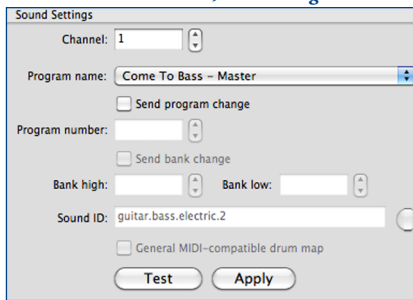 Sound Settings
Channel: 1
Program name: Come To Bass – Master
Send program change
Program number:
Send bank change
Bank high: Bank low:
Sound ID: guitar.bass.electric.2
General MIDI-compatible drum map
Test Apply